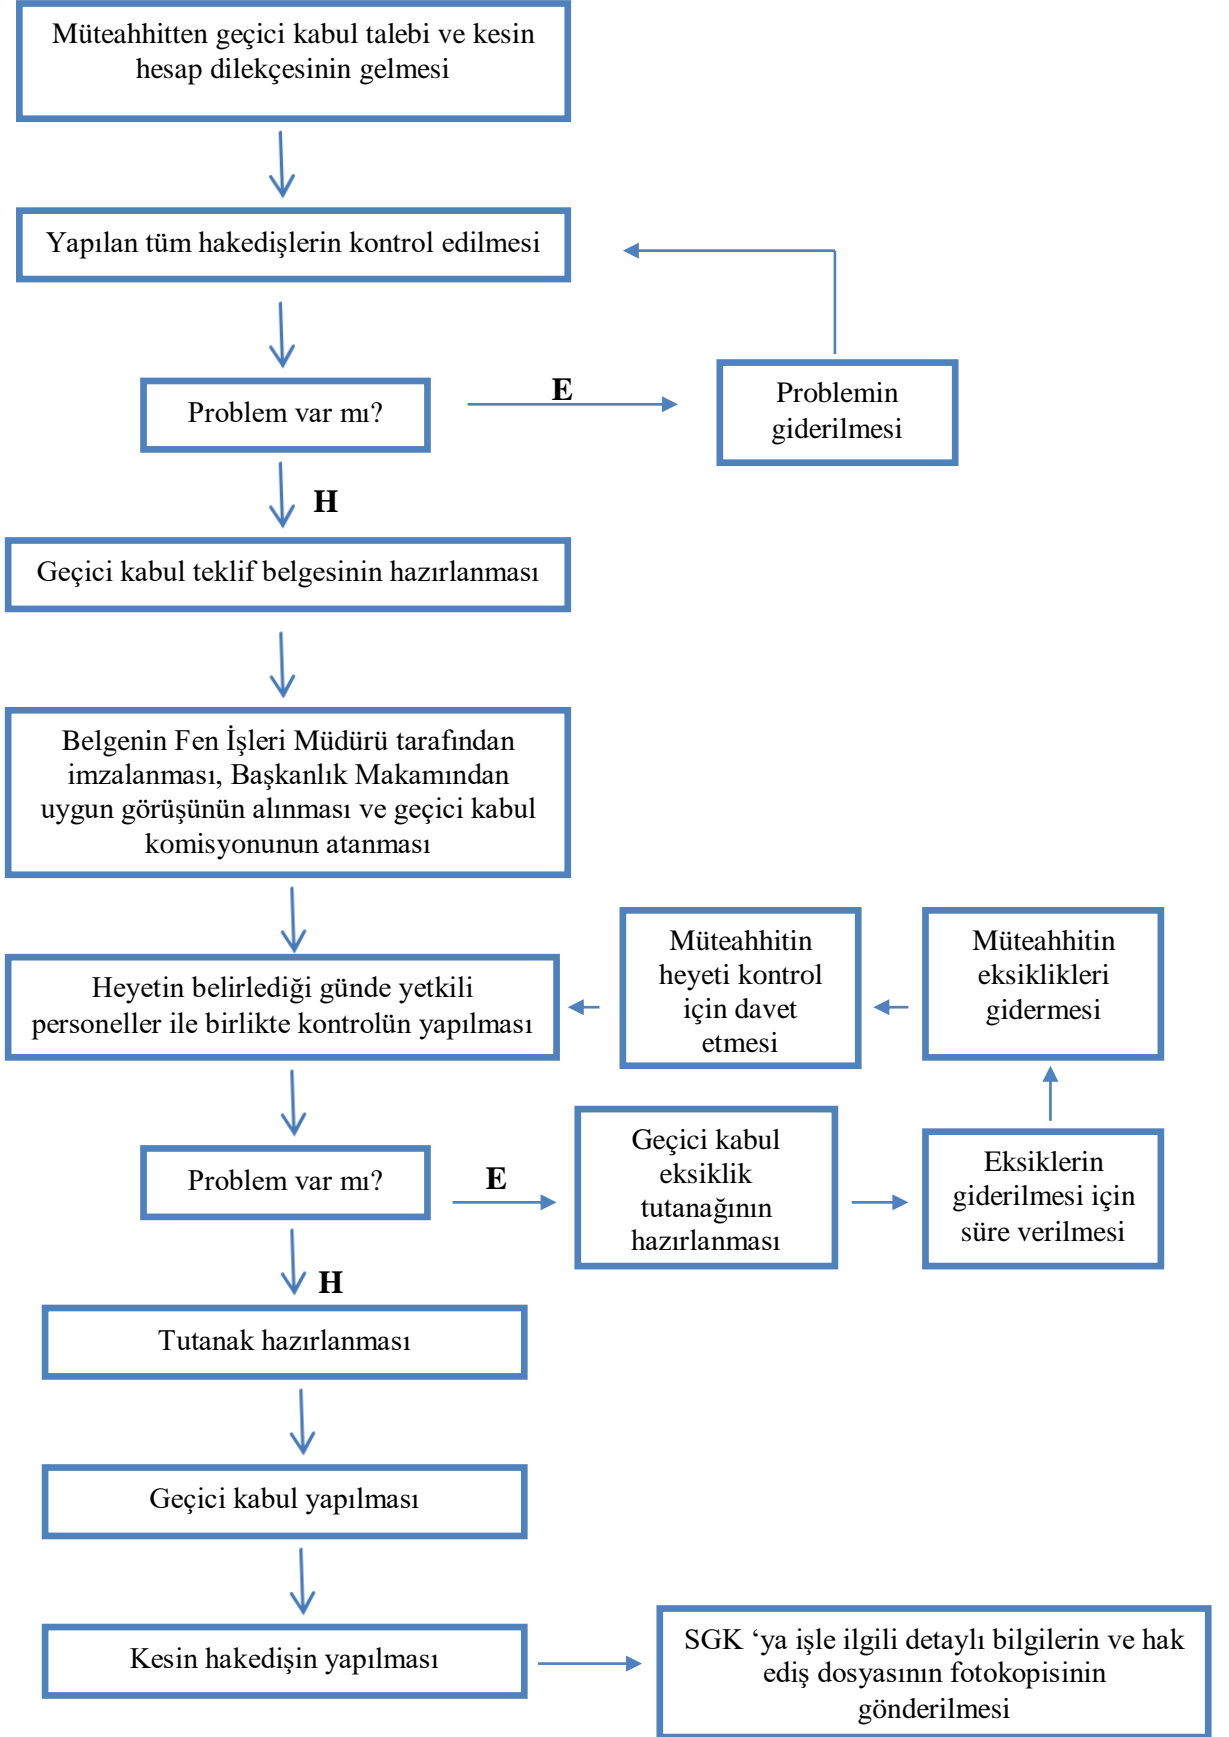 Müteahhitten geçici kabul talebi ve kesin
hesap dilekçesinin gelmesi
Yapılan tüm hakedişlerin kontrol edilmesi
Problem var mı?
E
Problemin
giderilmesi
H
Geçici kabul teklif belgesinin hazırlanması
Belgenin Fen İşleri Müdürü tarafından
imzalanması, Başkanlık Makamından
uygun görüşünün alınması ve geçici kabul
komisyonunun atanması
Heyetin belirlediği günde yetkili
personeller ile birlikte kontrolün yapılması
Müteahhitin
heyeti kontrol
için davet
etmesi
Müteahhitin
eksiklikleri
gidermesi
Problem var mı?
E
Geçici kabul
eksiklik
tutanağının
hazırlanması
Eksiklerin
giderilmesi için
süre verilmesi
H
Tutanak hazırlanması
Geçici kabul yapılması
Kesin hakedişin yapılması
SGK ‘ya işle ilgili detaylı bilgilerin ve hak
ediş dosyasının fotokopisinin
gönderilmesi